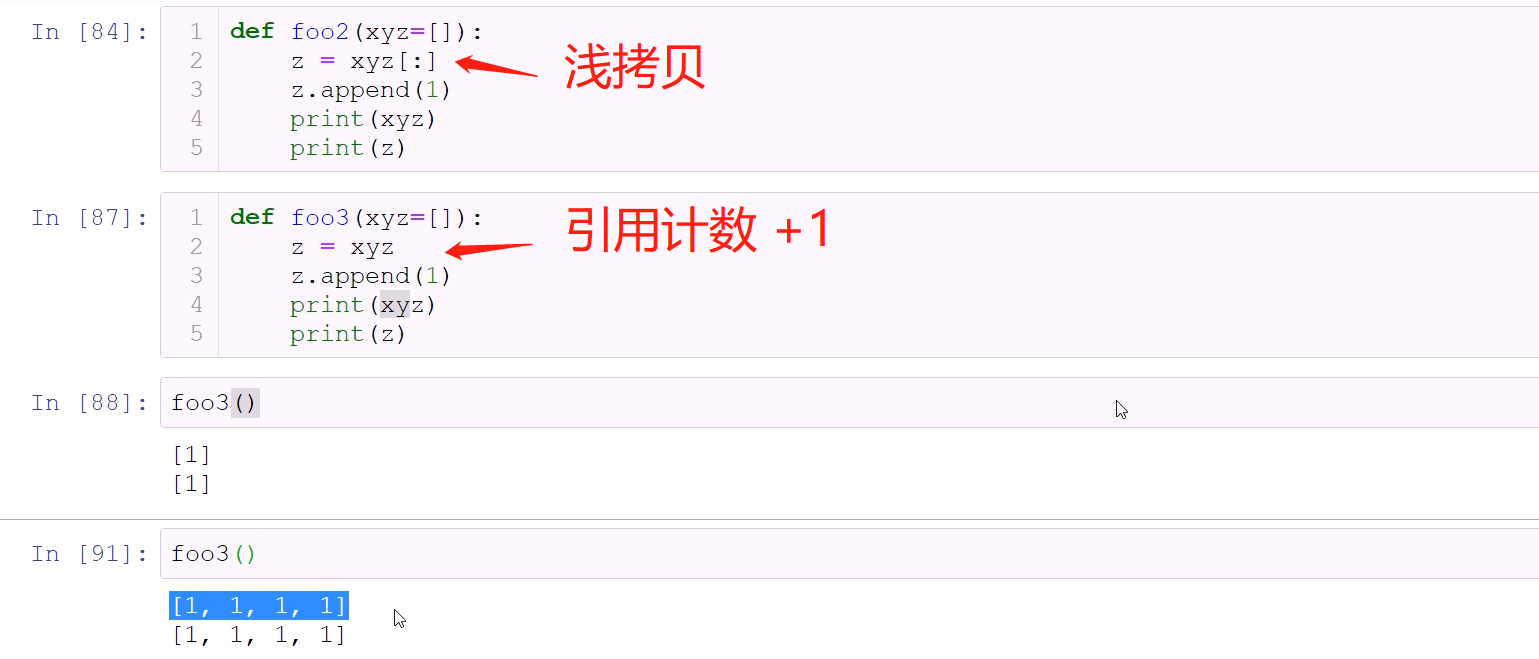 In [84]:
1 def foo2(xyz=[]):
2     z = xyz[:]
浅拷贝
3     z.append(1)
4     print(xyz)
5     print(z)
In [87]:
1 def foo3(xyz=[]):
引用计数 +1
2     z = xyz
3     z.append(1)
4     print(xyz)
5     print(z)
In [88]: foo3()
[1]
[1]
In [91]: foo3()
[1, 1, 1, 1]
[1, 1, 1, 1]